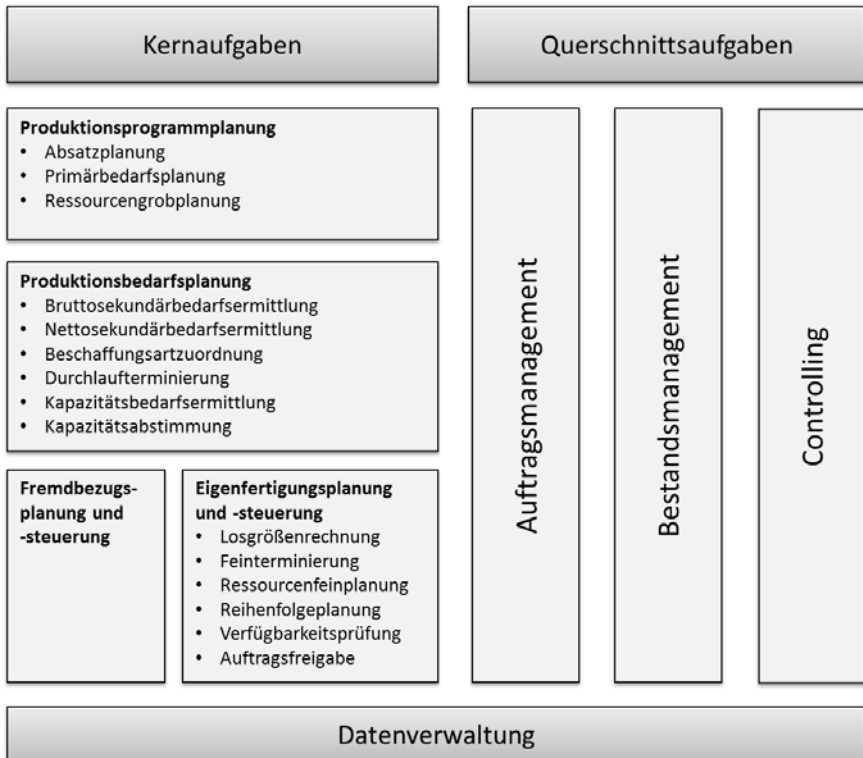 Kernaufgaben
Querschnittsaufgaben
Produktionsprogrammplanung
• Absatzplanung
• Primärbedarfsplanung
• Ressourcengrobplanung
Produktionsbedarfsplanung
• Bruttosekundärbedarfsermittlung
• Nettosekundärbedarfsermittlung
• Beschaffungsartzuordnung
• Durchlaufterminierung
• Kapazitätsbedarfsermittlung
• Kapazitätsabstimmung
Fremdbezugs-
planung und
-steuerung
Eigenfertigungsplanung
und -steuerung
• Losgrößenrechnung
• Feinterminierung
• Ressourcenfeinplanung
• Reihenfolgeplanung
• Verfügbarkeitsprüfung
• Auftragsfreigabe
Auftragsmanagement
Bestandsmanagement
Controlling
Datenverwaltung